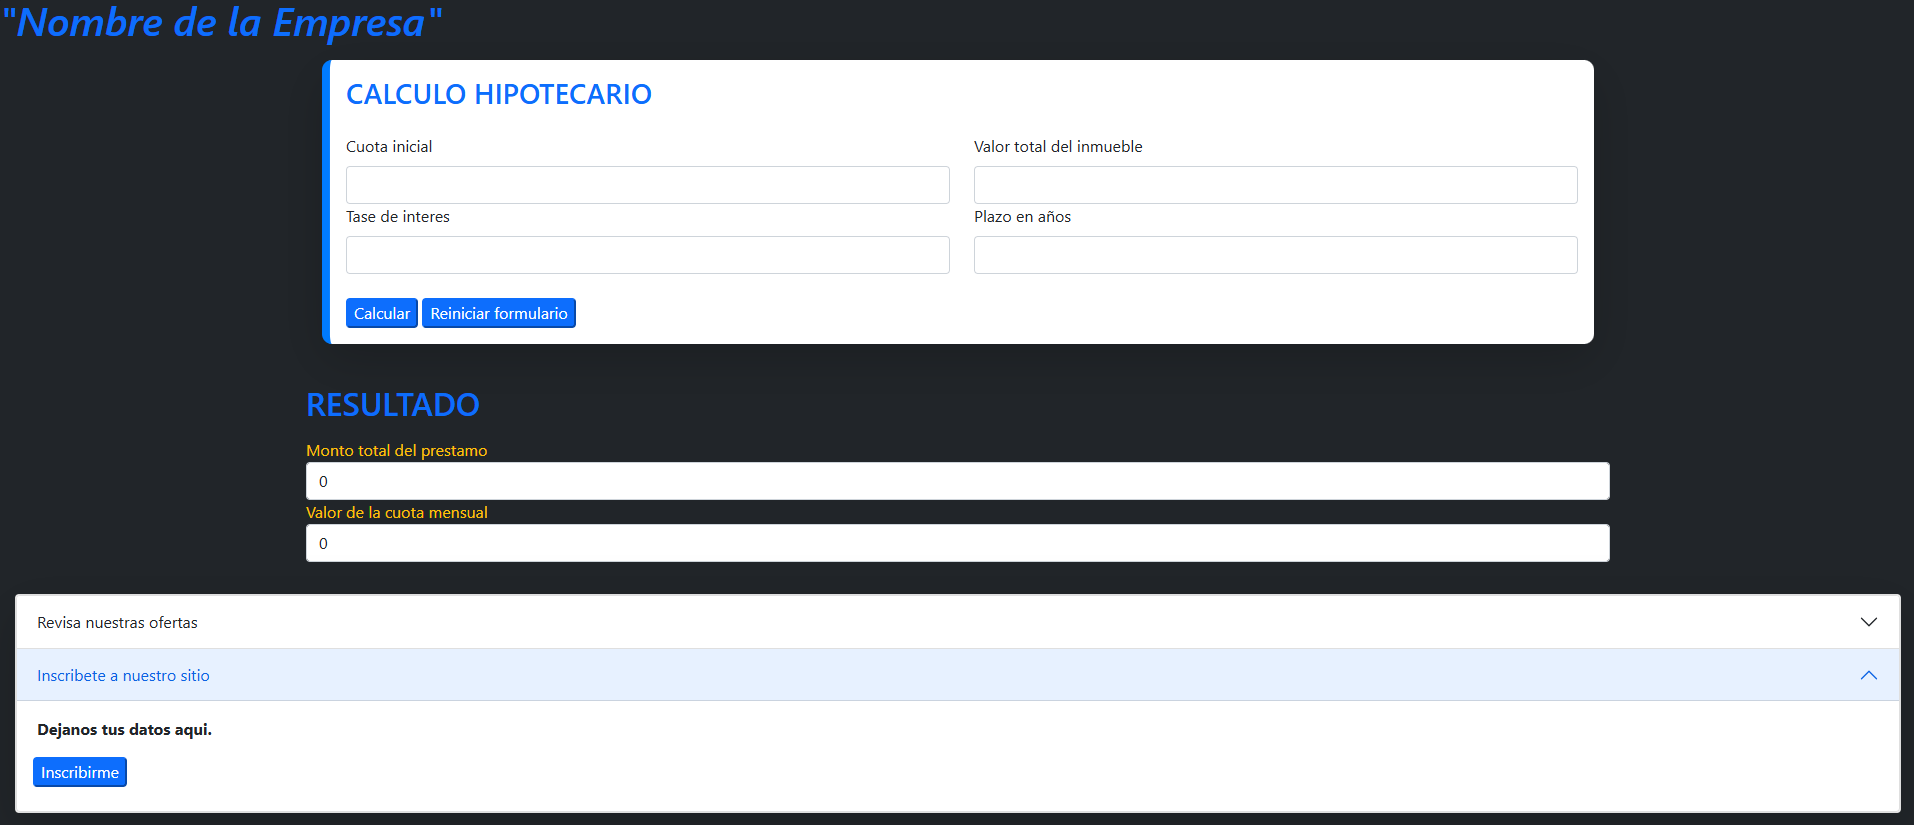 "Nombre de la Empresa"
CALCULO HIPOTECARIO
Cuota inicial
Valor total del inmueble
Tase de interes
Plazo en años
Calcular
Reiniciar formulario
RESULTADO
Monto total del prestamo
0
Valor de la cuota mensual
0
Revisa nuestras ofertas
Inscribete a nuestro sitio
Dejanos tus datos aqui.
Inscribirme